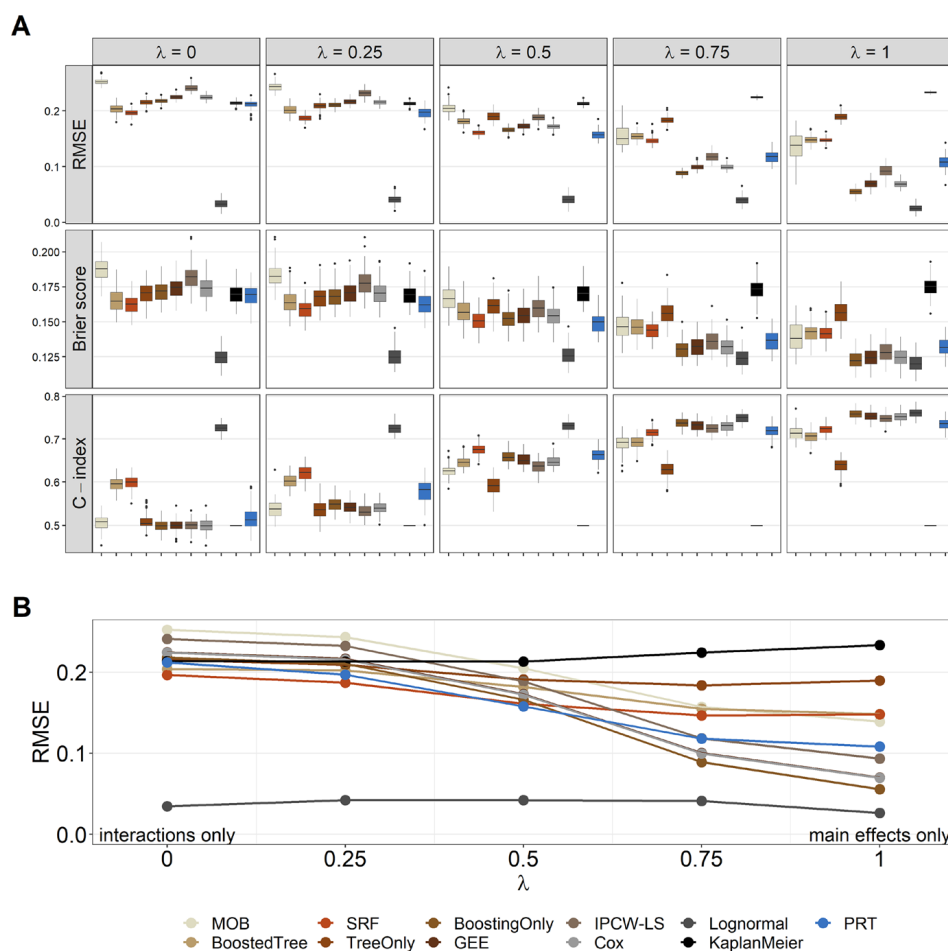 A
λ = 0 λ = 0.25 λ = 0.5 λ = 0.75 λ = 1
RMSE
0.2
0.1
0.0
Brier score
0.200
0.175
0.150
0.125
C − index
0.8
0.7
0.6
0.5
B
RMSE
0.2
0.1
0.0
interactions only main effects only
0 0.25 0.5 0.75 1
λ
MOB SRF BoostingOnly IPCW-LS Lognormal PRT
BoostedTree TreeOnly GEE Cox KaplanMeier